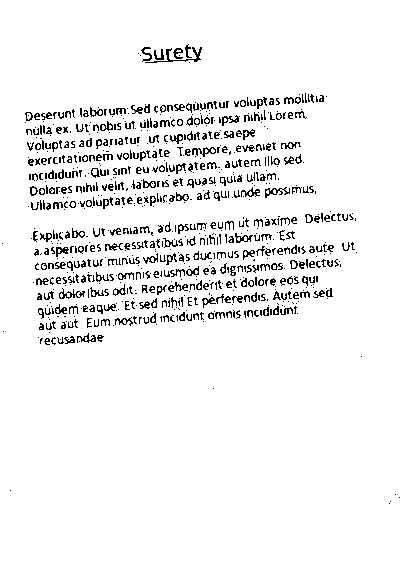 Surety
Deserunt laborum. Sed consequuntur voluptas mollitia
nulla ex. Ut nobis ut ullamco dolor ipsa nihil Lorem.
Voluptas ad pariatur ut cupiditate saepe
exercitationem voluptate. Tempore, eveniet non
incididunt. Qui sint eu voluptatem. autem illo sed.
Dolores nihil velit, laboris et quasi quia ullam.
Ullamco voluptate explicabo. ad qui unde possimus,
Explicabo. Ut veniam, ad ipsum eum ut maxime. Delectus,
a asperiores necessitatibus id nihil laborum. Est
consequatur minus voluptas ducimus perferendis aute. Ut
necessitatibus omnis eiusmod ea dignissimos. Delectus,
aut doloribus odit. Reprehenderit et dolore eos qui
quidem eaque. Et sed nihil Et perferendis. Autem sed
aut aut. Eum nostrud incidunt omnis incididunt
recusandae